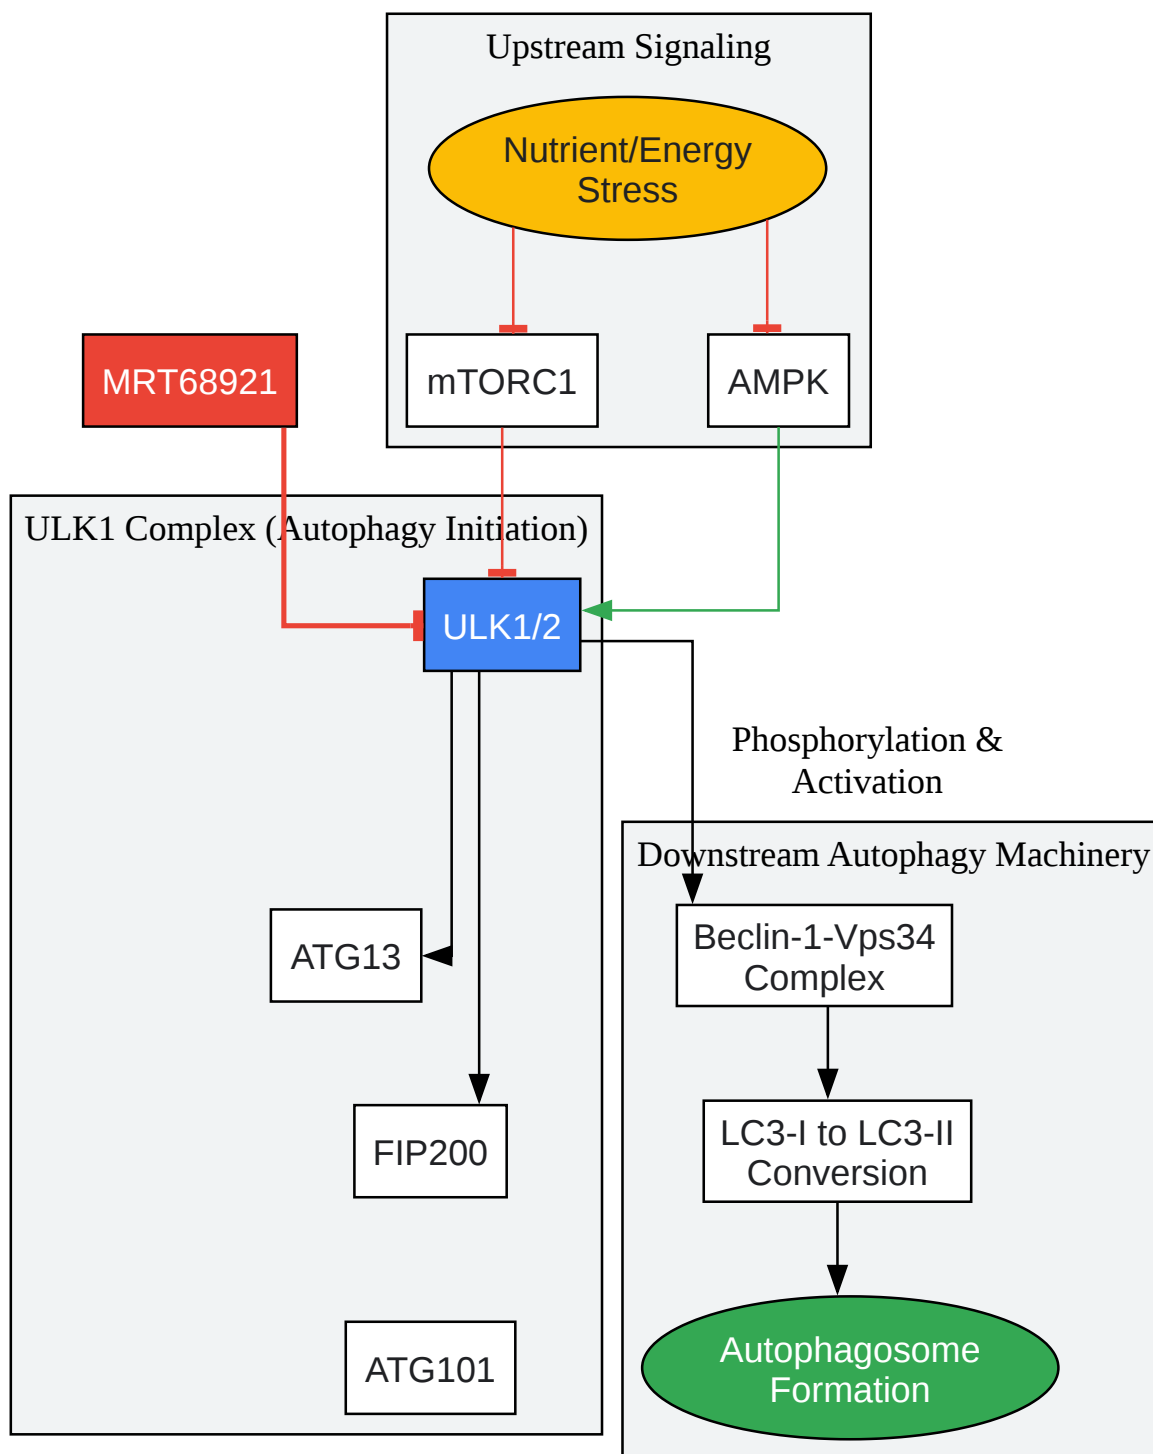 Upstream Signaling
Nutrient/Energy
Stress
MRT68921
mTORC1
AMPK
ULK1 Complex (Autophagy Initiation)
ULK1/2
Phosphorylation &
Activation
Downstream Autophagy Machinery
ATG13
Beclin-1-Vps34
Complex
FIP200
LC3-I to LC3-II
Conversion
ATG101
Autophagosome
Formation